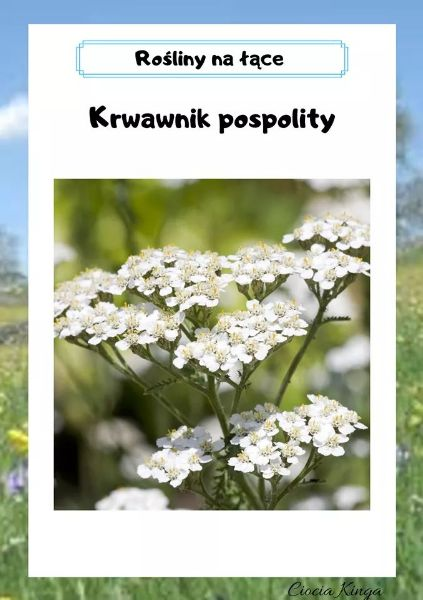 Rośliny na łące
Krwawnik pospolity
Ciocia Kinga